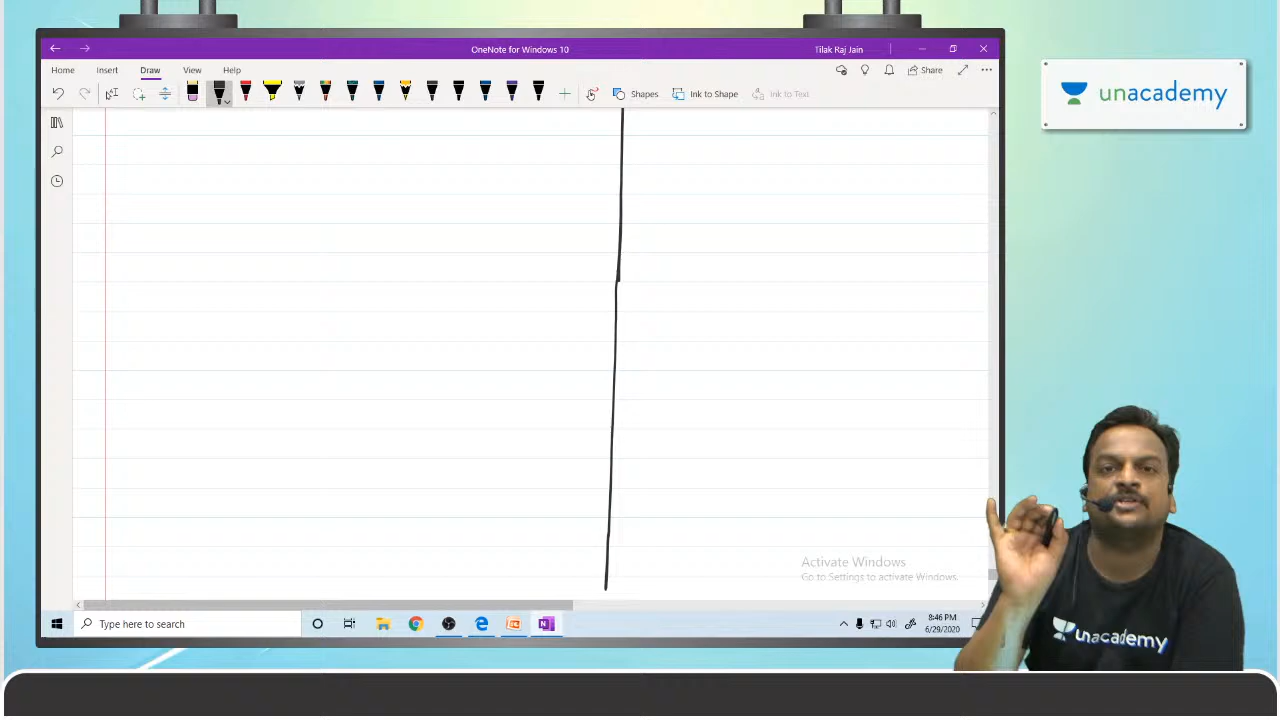 OneNote for Windows 10
Tilak Raj Jain
Home Insert Draw View Help
Share
Shapes
Ink to Shape
Ink to Text
unacademy
Activate Windows
Go to Settings to activate Windows.
unacademy
Type here to search
8:46 PM
6/29/2020